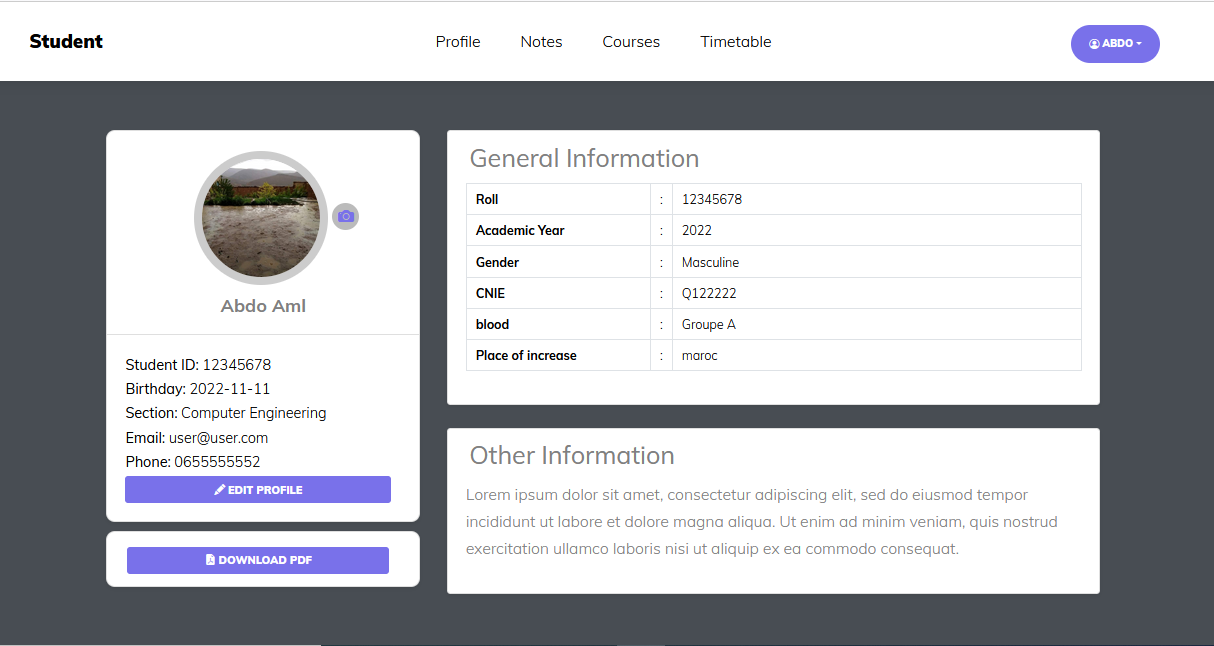 Student
Profile Notes Courses Timetable
ABDO
Abdo Aml
Student ID: 12345678
Birthday: 2022-11-11
Section: Computer Engineering
Email: user@user.com
Phone: 0655555552
EDIT PROFILE
DOWNLOAD PDF
General Information
Roll : 12345678
Academic Year : 2022
Gender : Masculine
CNIE : Q122222
blood : Groupe A
Place of increase : maroc
Other Information
Lorem ipsum dolor sit amet, consectetur adipiscing elit, sed do eiusmod tempor
incididunt ut labore et dolore magna aliqua. Ut enim ad minim veniam, quis nostrud
exercitation ullamco laboris nisi ut aliquip ex ea commodo consequat.